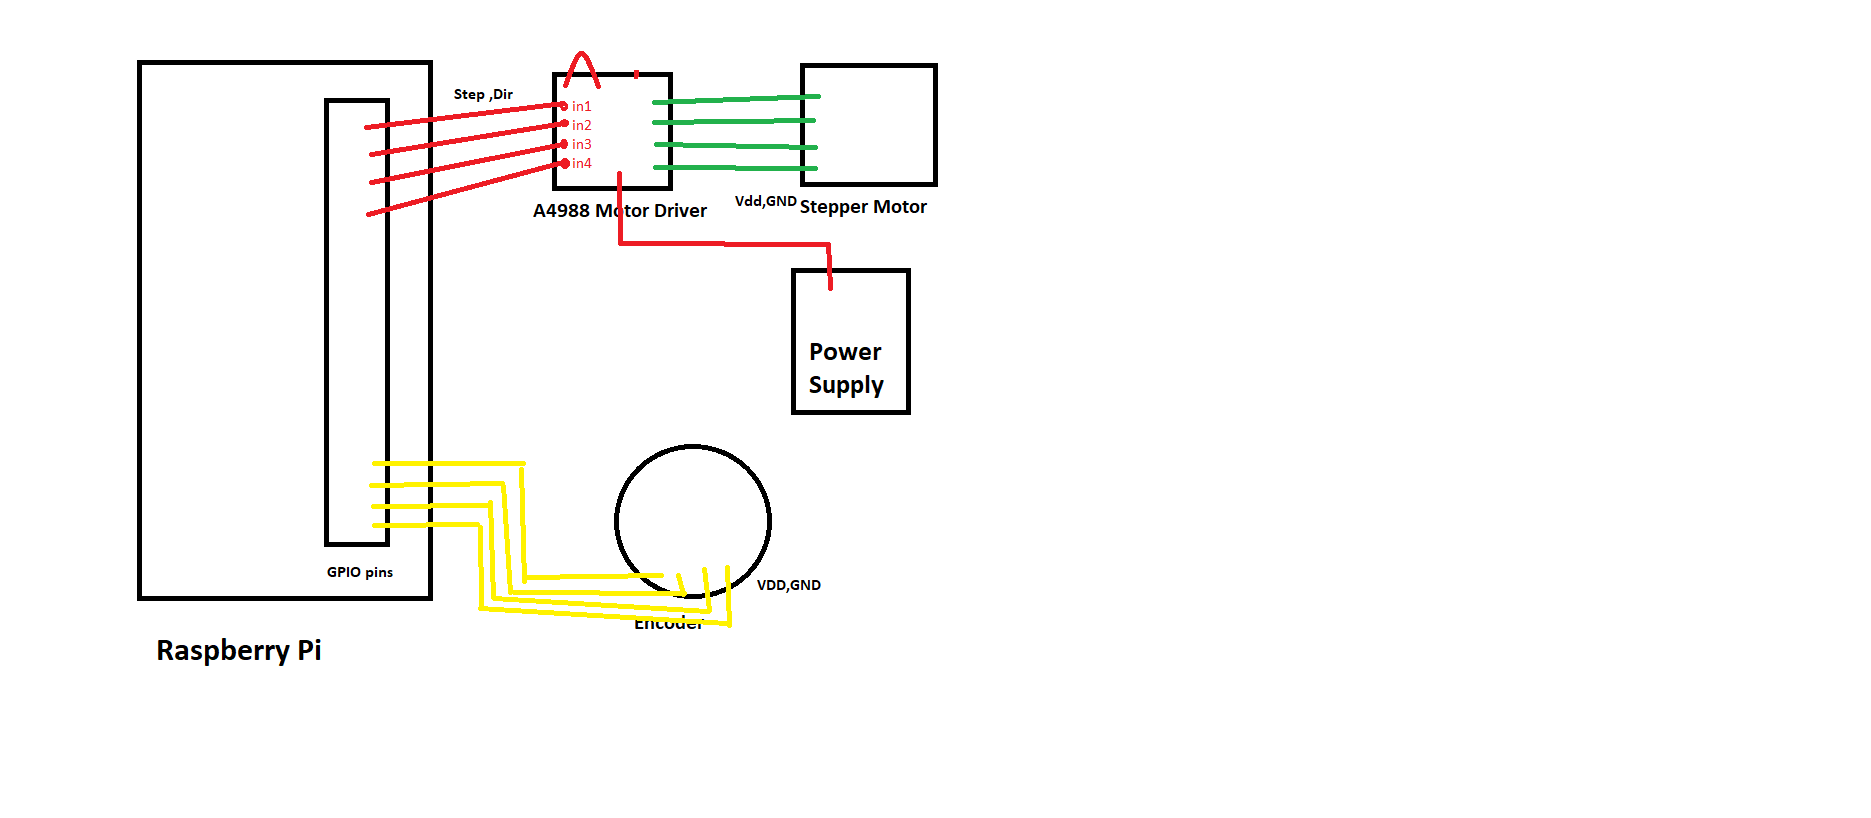 Step ,Dir
in1
in2
in3
in4
A4988 Motor Driver
Vdd,GND
Stepper Motor
Power
Supply
GPIO pins
VDD,GND
Encoder
Raspberry Pi